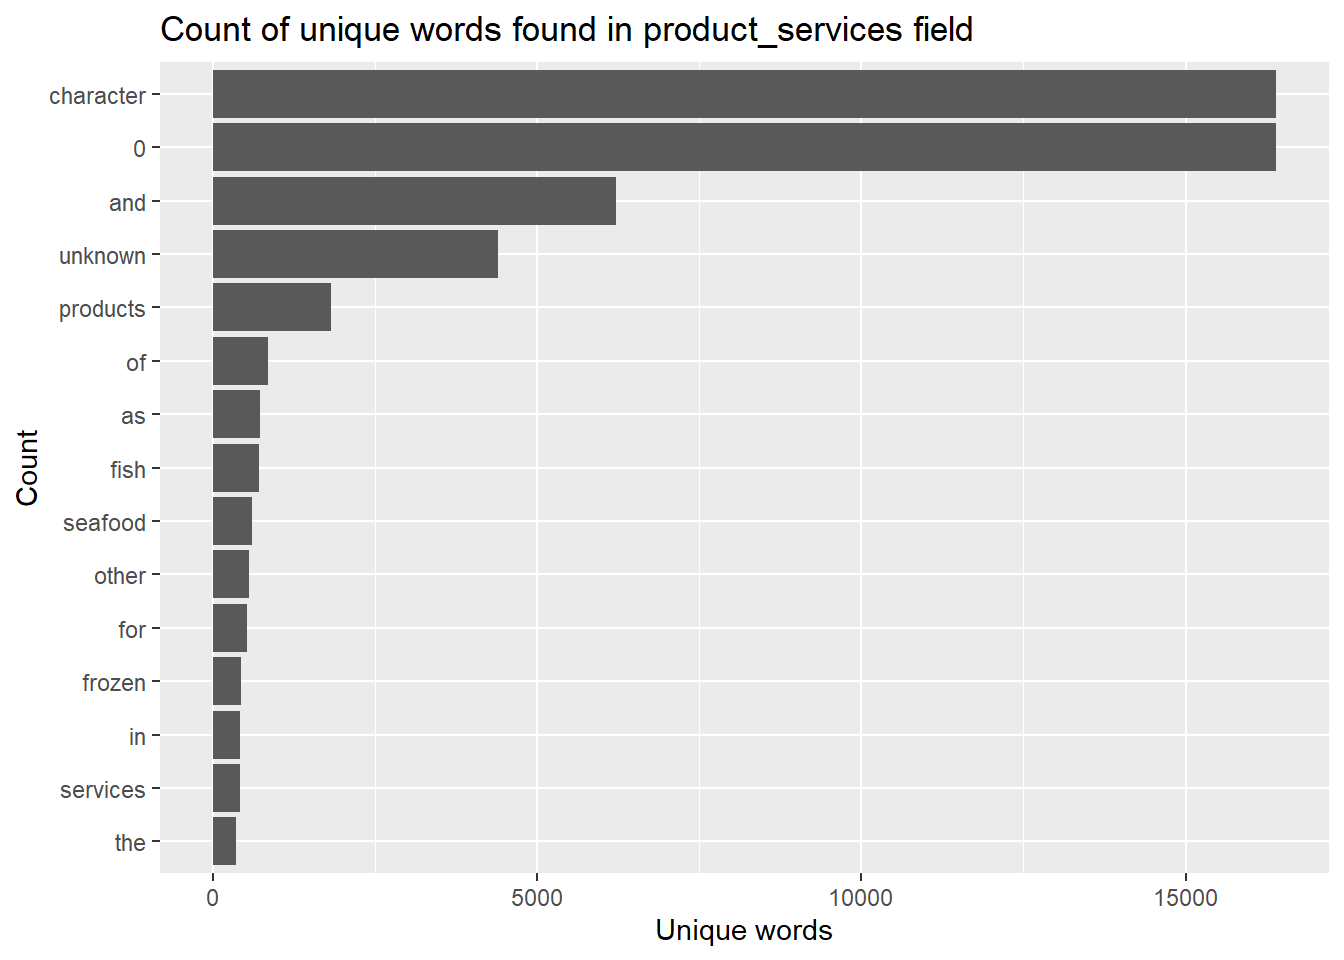 Count of unique words found in product_services field
character
0
and
unknown
products
of
as
fish
seafood
other
for
frozen
in
services
the
Count
0 5000 10000 15000
Unique words